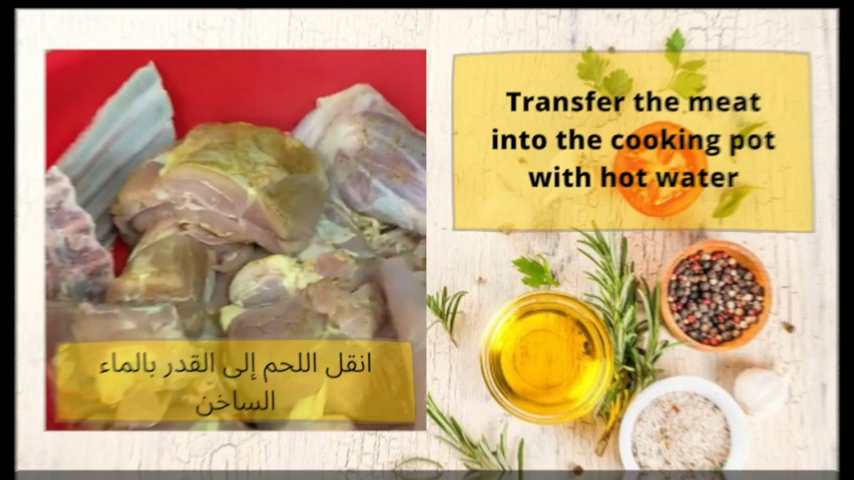 Transfer the meat
into the cooking pot
with hot water
انقل اللحم إلى القدر بالماء
الساخن